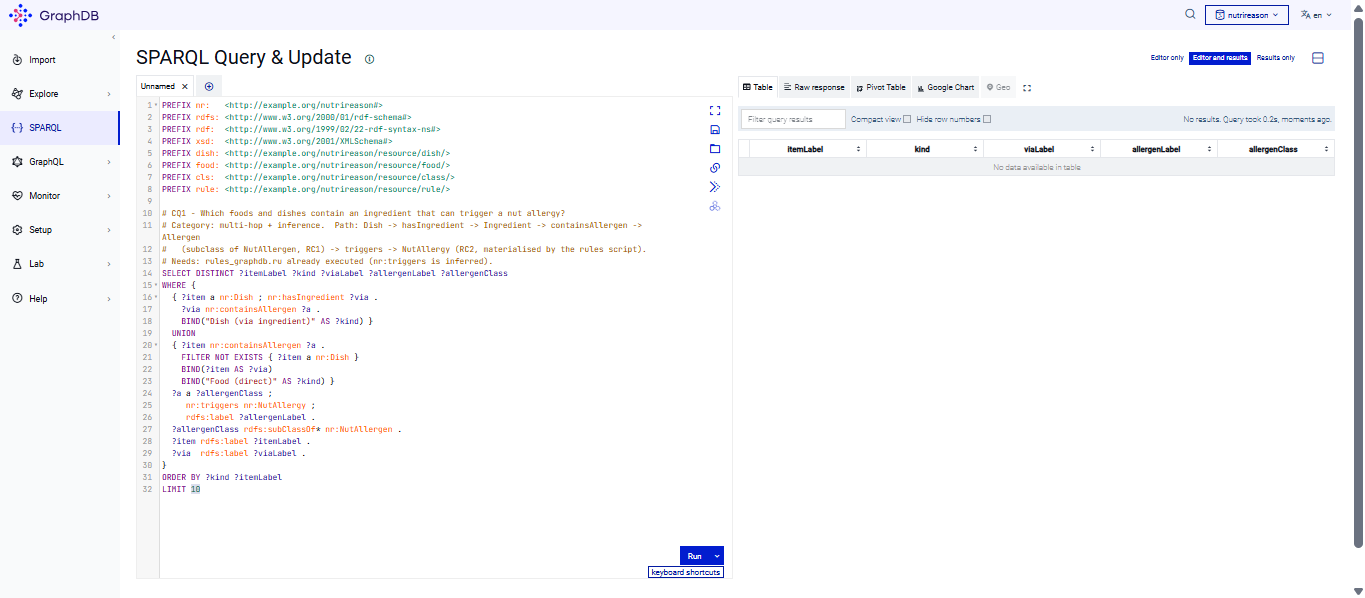 GraphDB
nutrireason
en
Import
Explore
SPARQL
GraphQL
Monitor
Setup
Lab
Help
SPARQL Query & Update
Editor only
Editor and results
Results only
Unnamed
1 PREFIX nr:   <http://example.org/nutrireason#>
2 PREFIX rdfs: <http://www.w3.org/2000/01/rdf-schema#>
3 PREFIX rdf:  <http://www.w3.org/1999/02/22-rdf-syntax-ns#>
4 PREFIX xsd:  <http://www.w3.org/2001/XMLSchema#>
5 PREFIX dish: <http://example.org/nutrireason/resource/dish/>
6 PREFIX food: <http://example.org/nutrireason/resource/food/>
7 PREFIX cls:  <http://example.org/nutrireason/resource/class/>
8 PREFIX rule: <http://example.org/nutrireason/resource/rule/>
9
10 # CQ1 - Which foods and dishes contain an ingredient that can trigger a nut allergy?
11 # Category: multi-hop + inference.  Path: Dish -> hasIngredient -> Ingredient -> containsAllergen ->
Allergen
12 #   (subclass of NutAllergen, RC1) -> triggers -> NutAllergy (RC2, materialised by the rules script).
13 # Needs: rules_graphdb.ru already executed (nr:triggers is inferred).
14 SELECT DISTINCT ?itemLabel ?kind ?viaLabel ?allergenLabel ?allergenClass
15 WHERE {
16   { ?item a nr:Dish ; nr:hasIngredient ?via .
17     ?via nr:containsAllergen ?a .
18     BIND("Dish (via ingredient)" AS ?kind) }
19   UNION
20   { ?item nr:containsAllergen ?a .
21     FILTER NOT EXISTS { ?item a nr:Dish }
22     BIND(?item AS ?via)
23     BIND("Food (direct)" AS ?kind) }
24   ?a a ?allergenClass ;
25      nr:triggers nr:NutAllergy ;
26      rdfs:label ?allergenLabel .
27   ?allergenClass rdfs:subClassOf* nr:NutAllergen .
28   ?item rdfs:label ?itemLabel .
29   ?via  rdfs:label ?viaLabel .
30 }
31 ORDER BY ?kind ?itemLabel
32 LIMIT 10
Run
keyboard shortcuts
Table
Raw response
Pivot Table
Google Chart
Geo
Filter query results
Compact view
Hide row numbers
No results. Query took 0.2s, moments ago.
itemLabel kind viaLabel allergenLabel allergenClass
No data available in table